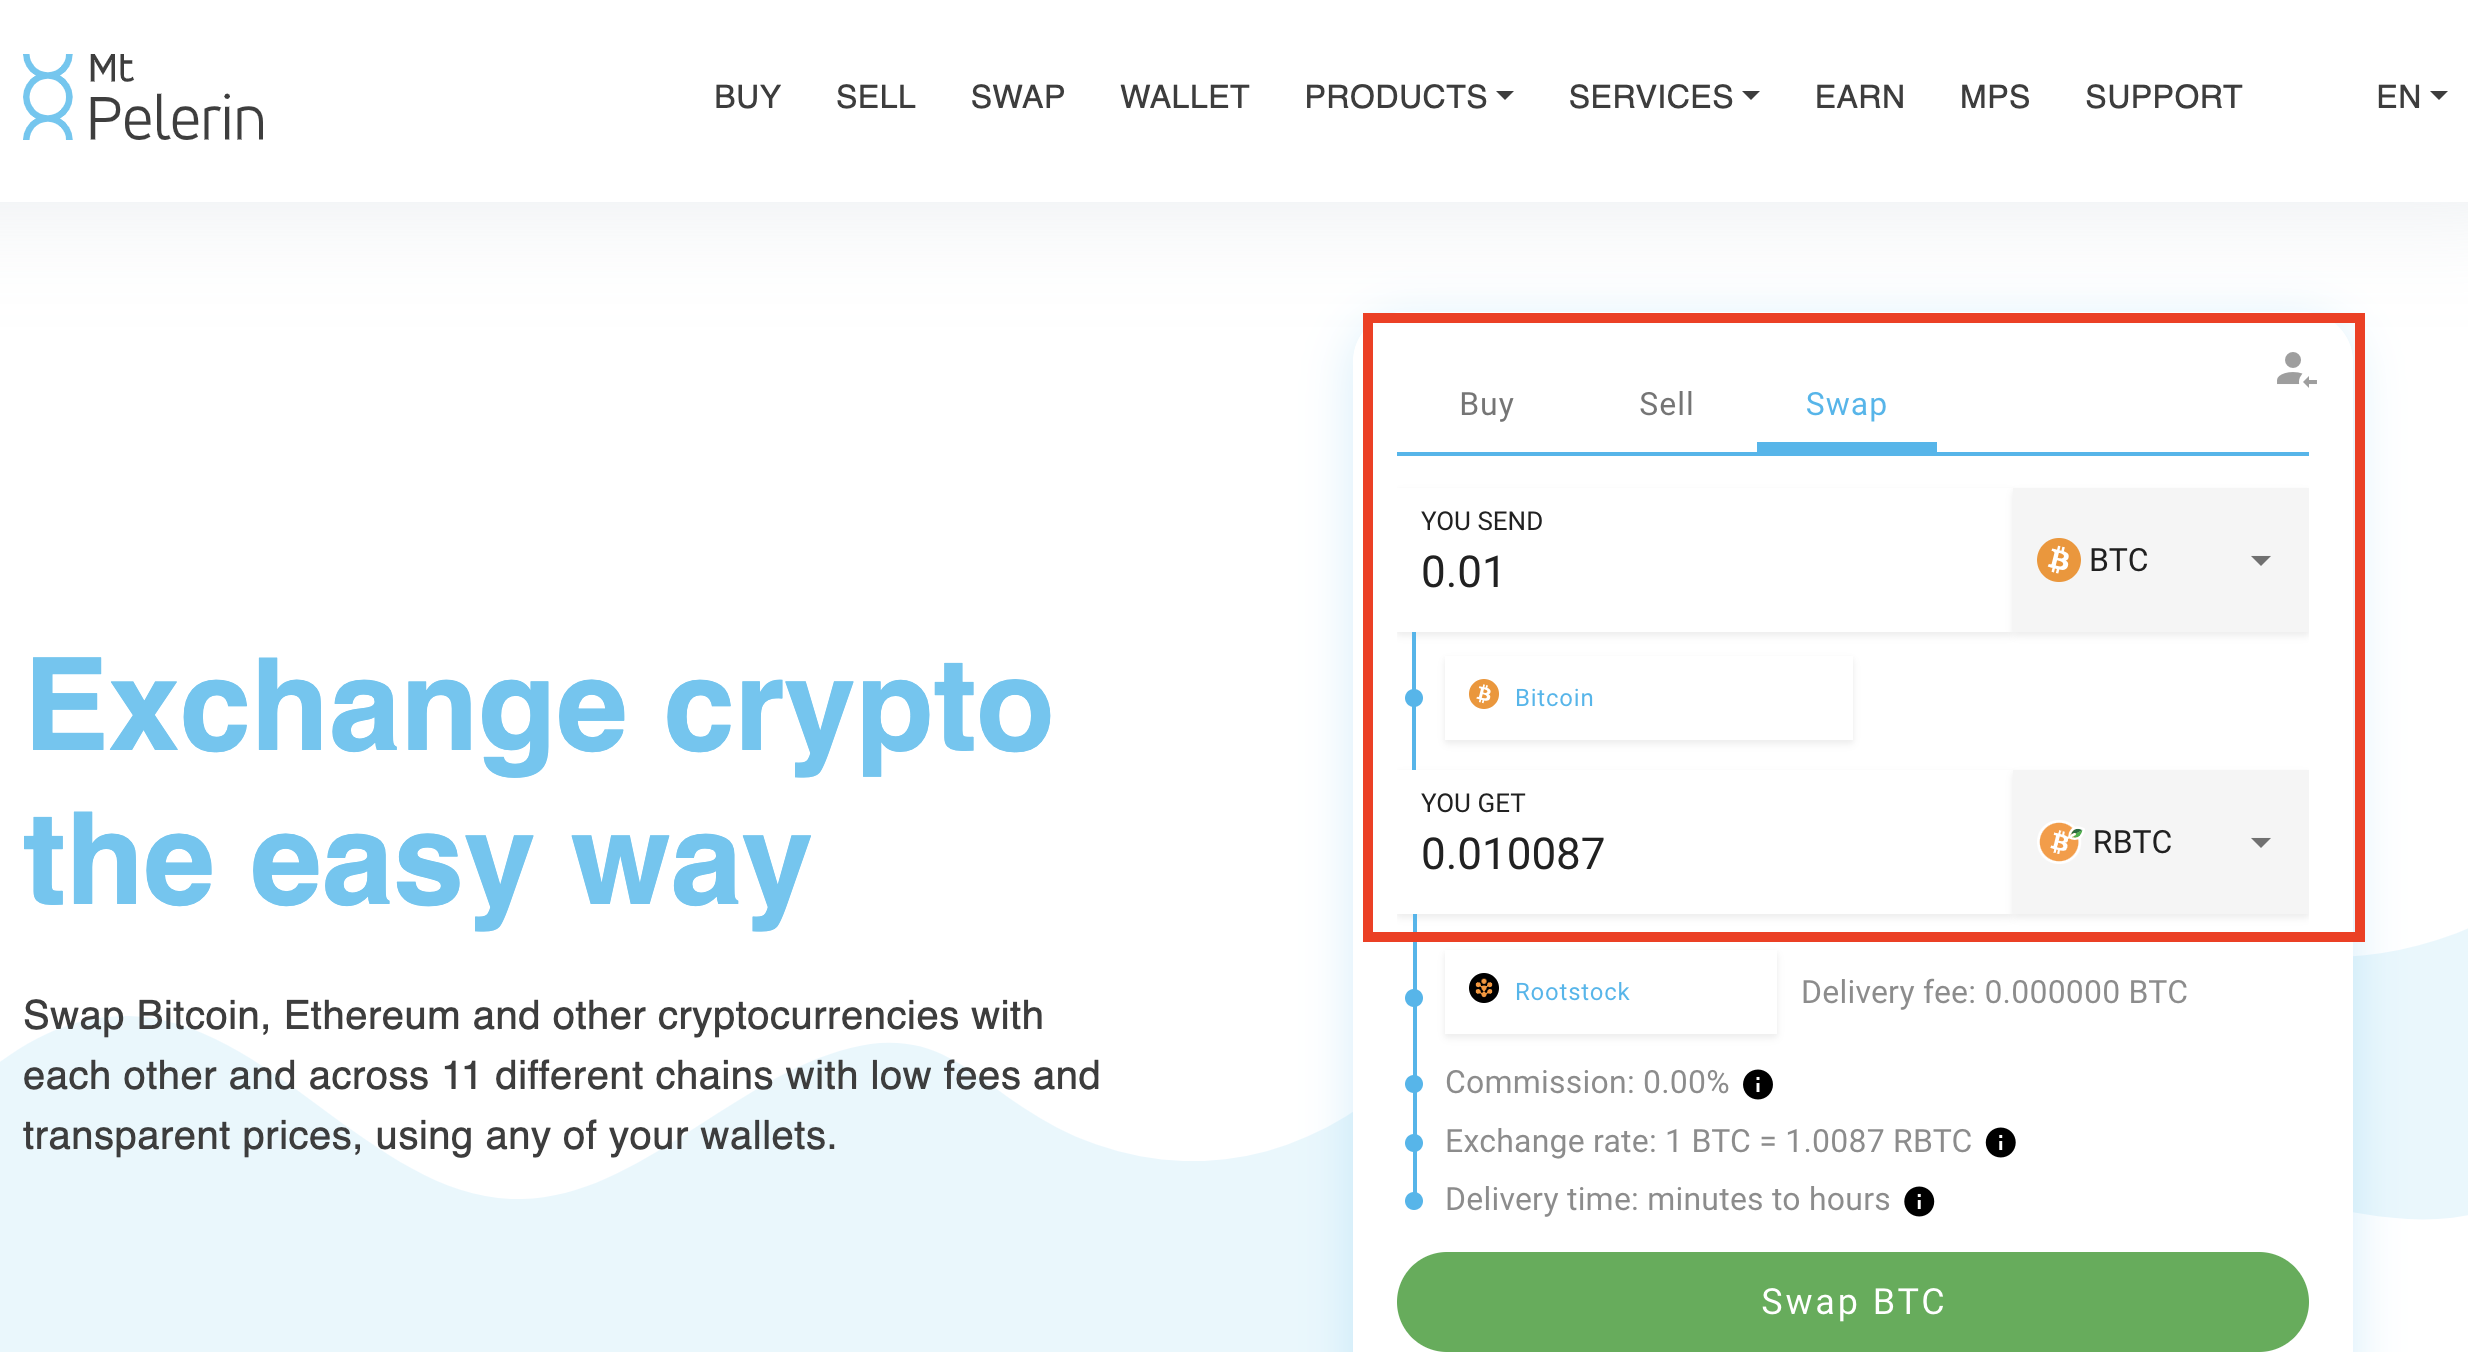 Mt
Pelerin
BUY SELL SWAP WALLET PRODUCTS SERVICES EARN MPS SUPPORT EN
Exchange crypto
the easy way
Swap Bitcoin, Ethereum and other cryptocurrencies with
each other and across 11 different chains with low fees and
transparent prices, using any of your wallets.
Buy Sell Swap
YOU SEND
0.01
BTC
Bitcoin
YOU GET
0.010087
RBTC
Rootstock Delivery fee: 0.000000 BTC
Commission: 0.00%
Exchange rate: 1 BTC = 1.0087 RBTC
Delivery time: minutes to hours
Swap BTC